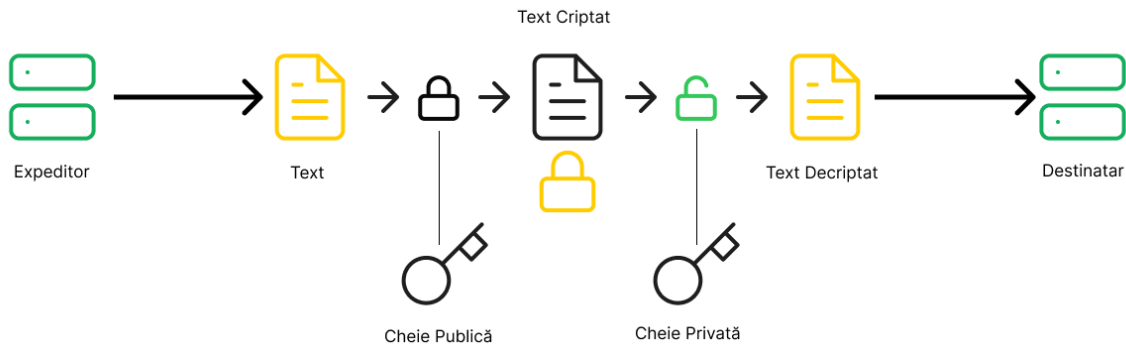 Text Criptat
Expeditor
Text
Text Decriptat
Destinatar
Cheie Publică
Cheie Privată